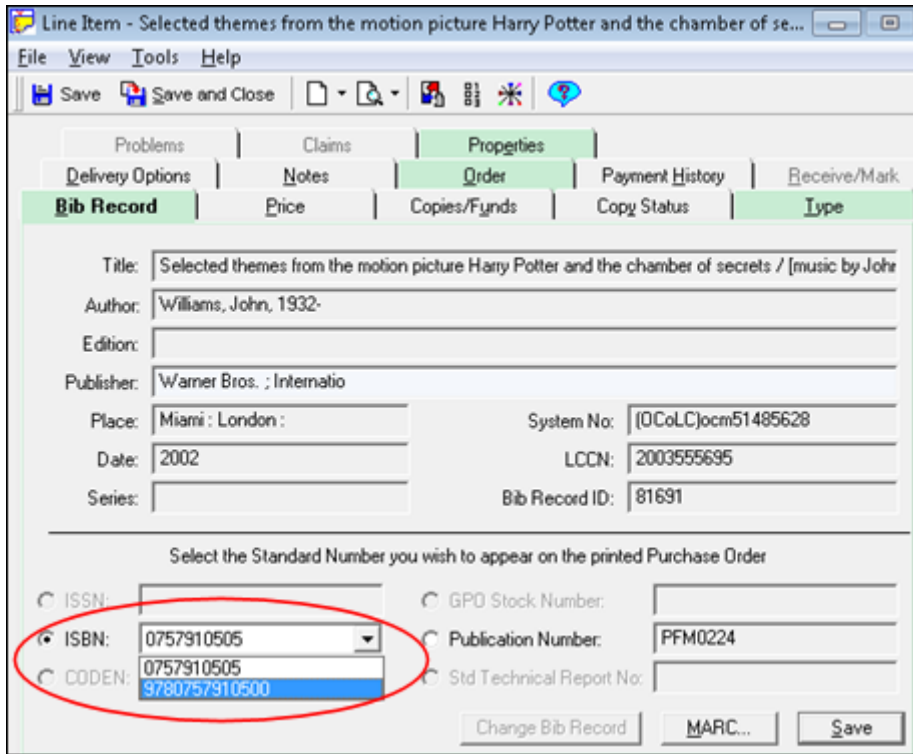 Line Item - Selected themes from the motion picture Harry Potter and the chamber of se...
File View Tools Help
Save Save and Close
Problems Claims Properties
Delivery Options Notes Order Payment History Receive/Mark
Bib Record Price Copies/Funds Copy Status Type
Title: Selected themes from the motion picture Harry Potter and the chamber of secrets / [music by John
Author: Williams, John, 1932-
Edition:
Publisher: Warner Bros. ; Internatio
Place: Miami : London : System No: (OCoLC)ocm51485628
Date: 2002 LCCN: 2003555695
Series: Bib Record ID: 81691
Select the Standard Number you wish to appear on the printed Purchase Order
ISSN: GPO Stock Number:
ISBN: 0757910505 Publication Number: PFM0224
0757910505
CODEN: 9780757910500 Std Technical Report No:
Change Bib Record MARC... Save